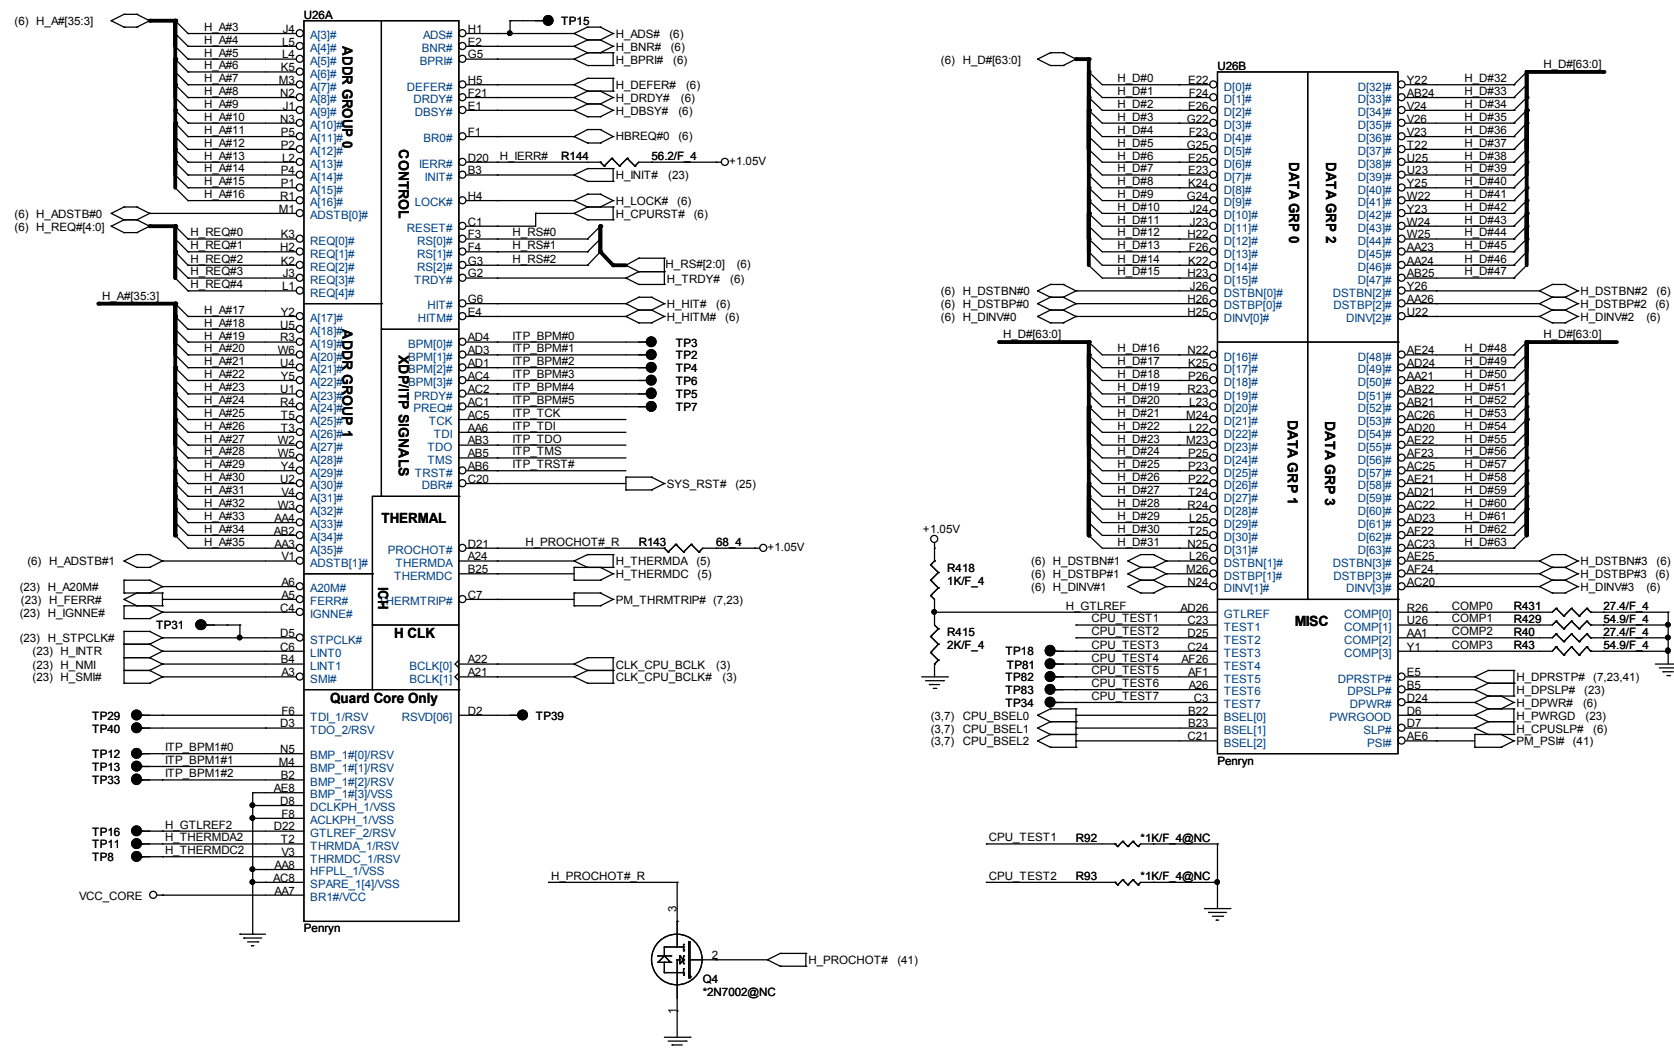 U26A
(6) H_A#[35:3]
H_A#3 J4 A[3]#
H_A#4 L5 A[4]#
H_A#5 L4 A[5]#
H_A#6 K5 A[6]#
H_A#7 M3 A[7]#
H_A#8 N2 A[8]#
H_A#9 J1 A[9]#
H_A#10 N3 A[10]#
H_A#11 P5 A[11]#
H_A#12 P2 A[12]#
H_A#13 L2 A[13]#
H_A#14 P4 A[14]#
H_A#15 P1 A[15]#
H_A#16 R1 A[16]#
(6) H_ADSTB#0 M1 ADSTB[0]#
(6) H_REQ#[4:0]
H_REQ#0 K3 REQ[0]#
H_REQ#1 H2 REQ[1]#
H_REQ#2 K2 REQ[2]#
H_REQ#3 J3 REQ[3]#
H_REQ#4 L1 REQ[4]#
ADDR GROUP 0
H_A#[35:3]
H_A#17 Y2 A[17]#
H_A#18 U5 A[18]#
H_A#19 R3 A[19]#
H_A#20 W6 A[20]#
H_A#21 U4 A[21]#
H_A#22 Y5 A[22]#
H_A#23 U1 A[23]#
H_A#24 R4 A[24]#
H_A#25 T5 A[25]#
H_A#26 T3 A[26]#
H_A#27 W2 A[27]#
H_A#28 W5 A[28]#
H_A#29 Y4 A[29]#
H_A#30 U2 A[30]#
H_A#31 V4 A[31]#
H_A#32 W3 A[32]#
H_A#33 AA4 A[33]#
H_A#34 AB2 A[34]#
H_A#35 AA3 A[35]#
(6) H_ADSTB#1 V1 ADSTB[1]#
ADDR GROUP 1
(23) H_A20M# A6 A20M#
(23) H_FERR# A5 FERR#
(23) H_IGNNE# C4 IGNNE#
TP31
(23) H_STPCLK# D5 STPCLK#
(23) H_INTR C6 LINT0
(23) H_NMI B4 LINT1
(23) H_SMI# A3 SMI#
ICH
TP15
ADS# H1 H_ADS# (6)
BNR# E2 H_BNR# (6)
BPRI# G5 H_BPRI# (6)
DEFER# H5 H_DEFER# (6)
DRDY# F21 H_DRDY# (6)
DBSY# E1 H_DBSY# (6)
BR0# F1 HBREQ#0 (6)
IERR# D20 H_IERR# R144 56.2/F_4 +1.05V
INIT# B3 H_INIT# (23)
LOCK# H4 H_LOCK# (6)
RESET# C1 H_CPURST# (6)
RS[0]# F3 H_RS#0
RS[1]# F4 H_RS#1
RS[2]# G3 H_RS#2
H_RS#[2:0] (6)
TRDY# G2 H_TRDY# (6)
HIT# G6 H_HIT# (6)
HITM# E4 H_HITM# (6)
CONTROL
BPM[0]# AD4 ITP_BPM#0 TP3
BPM[1]# AD3 ITP_BPM#1 TP2
BPM[2]# AD1 ITP_BPM#2 TP4
BPM[3]# AC4 ITP_BPM#3 TP6
PRDY# AC2 ITP_BPM#4 TP5
PREQ# AC1 ITP_BPM#5 TP7
TCK AC5 ITP_TCK
TDI AA6 ITP_TDI
TDO AB3 ITP_TDO
TMS AB5 ITP_TMS
TRST# AB6 ITP_TRST#
DBR# C20 SYS_RST# (25)
XDP/ITP SIGNALS
THERMAL
PROCHOT# D21 H_PROCHOT#_R R143 68_4 +1.05V
THERMDA A24 H_THERMDA (5)
THERMDC B25 H_THERMDC (5)
HERMTRIP# C7 PM_THRMTRIP# (7,23)
H CLK
BCLK[0] A22 CLK_CPU_BCLK (3)
BCLK[1] A21 CLK_CPU_BCLK# (3)
Quard Core Only
TP29 F6 TDI_1/RSV
TP40 D3 TDO_2/RSV
RSVD[06] D2 TP39
TP12 ITP_BPM1#0 N5 BMP_1#[0]/RSV
TP13 ITP_BPM1#1 M4 BMP_1#[1]/RSV
TP33 ITP_BPM1#2 B2 BMP_1#[2]/RSV
AE8 BMP_1#[3]/VSS
D8 DCLKPH_1/VSS
F8 ACLKPH_1/VSS
TP16 H_GTLREF2 D22 GTLREF_2/RSV
TP11 H_THERMDA2 T2 THRMDA_1/RSV
TP8 H_THERMDC2 V3 THRMDC_1/RSV
AA8 HFPLL_1/VSS
AC8 SPARE_1[4]/VSS
VCC_CORE AA7 BR1#/VCC
Penryn
H_PROCHOT#_R
3
2
1
H_PROCHOT# (41)
Q4
*2N7002@NC
U26B
(6) H_D#[63:0]
H_D#[63:0]
H_D#0 E22 D[0]# D[32]# Y22 H_D#32
H_D#1 F24 D[1]# D[33]# AB24 H_D#33
H_D#2 E26 D[2]# D[34]# V24 H_D#34
H_D#3 G22 D[3]# D[35]# V26 H_D#35
H_D#4 F23 D[4]# D[36]# V23 H_D#36
H_D#5 G25 D[5]# D[37]# T22 H_D#37
H_D#6 E25 D[6]# D[38]# U25 H_D#38
H_D#7 E23 D[7]# D[39]# U23 H_D#39
H_D#8 K24 D[8]# D[40]# Y25 H_D#40
H_D#9 G24 D[9]# D[41]# W22 H_D#41
H_D#10 J24 D[10]# D[42]# Y23 H_D#42
H_D#11 J23 D[11]# D[43]# W24 H_D#43
H_D#12 H22 D[12]# D[44]# W25 H_D#44
H_D#13 F26 D[13]# D[45]# AA23 H_D#45
H_D#14 K22 D[14]# D[46]# AA24 H_D#46
H_D#15 H23 D[15]# D[47]# AB25 H_D#47
(6) H_DSTBN#0 J26 DSTBN[0]# DSTBN[2]# Y26 H_DSTBN#2 (6)
(6) H_DSTBP#0 H26 DSTBP[0]# DSTBP[2]# AA26 H_DSTBP#2 (6)
(6) H_DINV#0 H25 DINV[0]# DINV[2]# U22 H_DINV#2 (6)
DATA GRP 0
DATA GRP 2
H_D#[63:0]
H_D#[63:0]
H_D#16 N22 D[16]# D[48]# AE24 H_D#48
H_D#17 K25 D[17]# D[49]# AD24 H_D#49
H_D#18 P26 D[18]# D[50]# AA21 H_D#50
H_D#19 R23 D[19]# D[51]# AB22 H_D#51
H_D#20 L23 D[20]# D[52]# AB21 H_D#52
H_D#21 M24 D[21]# D[53]# AC26 H_D#53
H_D#22 L22 D[22]# D[54]# AD20 H_D#54
H_D#23 M23 D[23]# D[55]# AE22 H_D#55
H_D#24 P25 D[24]# D[56]# AF23 H_D#56
H_D#25 P23 D[25]# D[57]# AC25 H_D#57
H_D#26 P22 D[26]# D[58]# AE21 H_D#58
H_D#27 T24 D[27]# D[59]# AD21 H_D#59
H_D#28 R24 D[28]# D[60]# AC22 H_D#60
H_D#29 L25 D[29]# D[61]# AD23 H_D#61
H_D#30 T25 D[30]# D[62]# AF22 H_D#62
H_D#31 N25 D[31]# D[63]# AC23 H_D#63
(6) H_DSTBN#1 L26 DSTBN[1]# DSTBN[3]# AE25 H_DSTBN#3 (6)
(6) H_DSTBP#1 M26 DSTBP[1]# DSTBP[3]# AF24 H_DSTBP#3 (6)
(6) H_DINV#1 N24 DINV[1]# DINV[3]# AC20 H_DINV#3 (6)
DATA GRP 1
DATA GRP 3
+1.05V
R418
1K/F_4
R415
2K/F_4
MISC
H_GTLREF AD26 GTLREF COMP[0] R26 COMP0 R431 27.4/F_4
CPU_TEST1 C23 TEST1 COMP[1] U26 COMP1 R429 54.9/F_4
CPU_TEST2 D25 TEST2 COMP[2] AA1 COMP2 R40 27.4/F_4
TP18 CPU_TEST3 C24 TEST3 COMP[3] Y1 COMP3 R43 54.9/F_4
TP81 CPU_TEST4 AF26 TEST4
TP82 CPU_TEST5 AF1 TEST5 DPRSTP# E5 H_DPRSTP# (7,23,41)
TP83 CPU_TEST6 A26 TEST6 DPSLP# B5 H_DPSLP# (23)
TP34 CPU_TEST7 C3 TEST7 DPWR# D24 H_DPWR# (6)
(3,7) CPU_BSEL0 B22 BSEL[0] PWRGOOD D6 H_PWRGD (23)
(3,7) CPU_BSEL1 B23 BSEL[1] SLP# D7 H_CPUSLP# (6)
(3,7) CPU_BSEL2 C21 BSEL[2] PSI# AE6 PM_PSI# (41)
Penryn
CPU_TEST1 R92 *1K/F_4@NC
CPU_TEST2 R93 *1K/F_4@NC